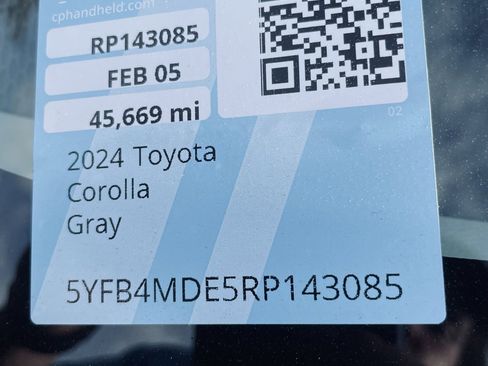 cphandheld.com
RP143085
FEB 05
45,669 mi
02
2024 Toyota
Corolla
Gray
5YFB4MDE5RP143085